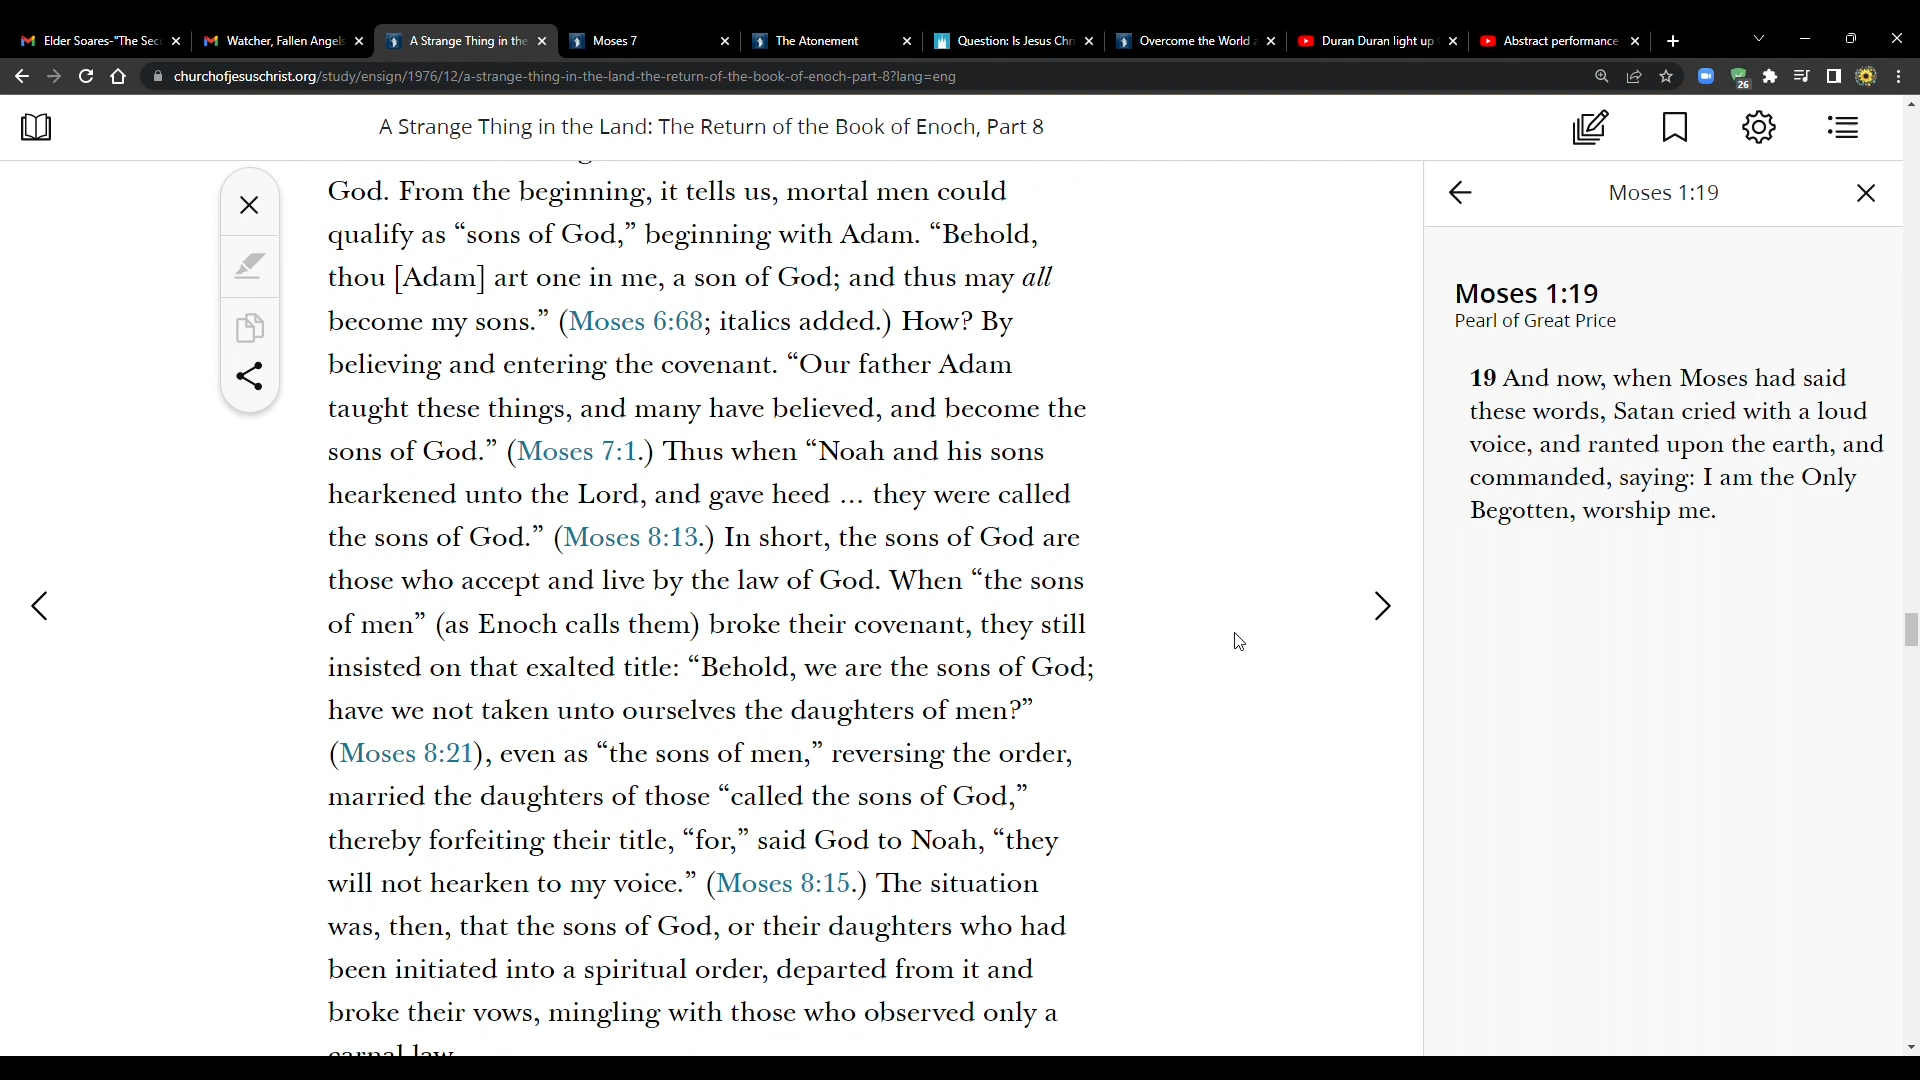 Elder Soares-"The Sec
Watcher, Fallen Angels
A Strange Thing in the
Moses 7
The Atonement
Question: Is Jesus Chri
Overcome the World a
Duran Duran light up
Abstract performance
churchofjesuschrist.org/study/ensign/1976/12/a-strange-thing-in-the-land-the-return-of-the-book-of-enoch-part-8?lang=eng
26
A Strange Thing in the Land: The Return of the Book of Enoch, Part 8
God. From the beginning, it tells us, mortal men could
qualify as “sons of God,” beginning with Adam. “Behold,
thou [Adam] art one in me, a son of God; and thus may all
become my sons.” (Moses 6:68; italics added.) How? By
believing and entering the covenant. “Our father Adam
taught these things, and many have believed, and become the
sons of God.” (Moses 7:1.) Thus when “Noah and his sons
hearkened unto the Lord, and gave heed … they were called
the sons of God.” (Moses 8:13.) In short, the sons of God are
those who accept and live by the law of God. When “the sons
of men” (as Enoch calls them) broke their covenant, they still
insisted on that exalted title: “Behold, we are the sons of God;
have we not taken unto ourselves the daughters of men?”
(Moses 8:21), even as “the sons of men,” reversing the order,
married the daughters of those “called the sons of God,”
thereby forfeiting their title, “for,” said God to Noah, “they
will not hearken to my voice.” (Moses 8:15.) The situation
was, then, that the sons of God, or their daughters who had
been initiated into a spiritual order, departed from it and
broke their vows, mingling with those who observed only a
carnal law.
Moses 1:19
Moses 1:19
Pearl of Great Price
19 And now, when Moses had said
these words, Satan cried with a loud
voice, and ranted upon the earth, and
commanded, saying: I am the Only
Begotten, worship me.